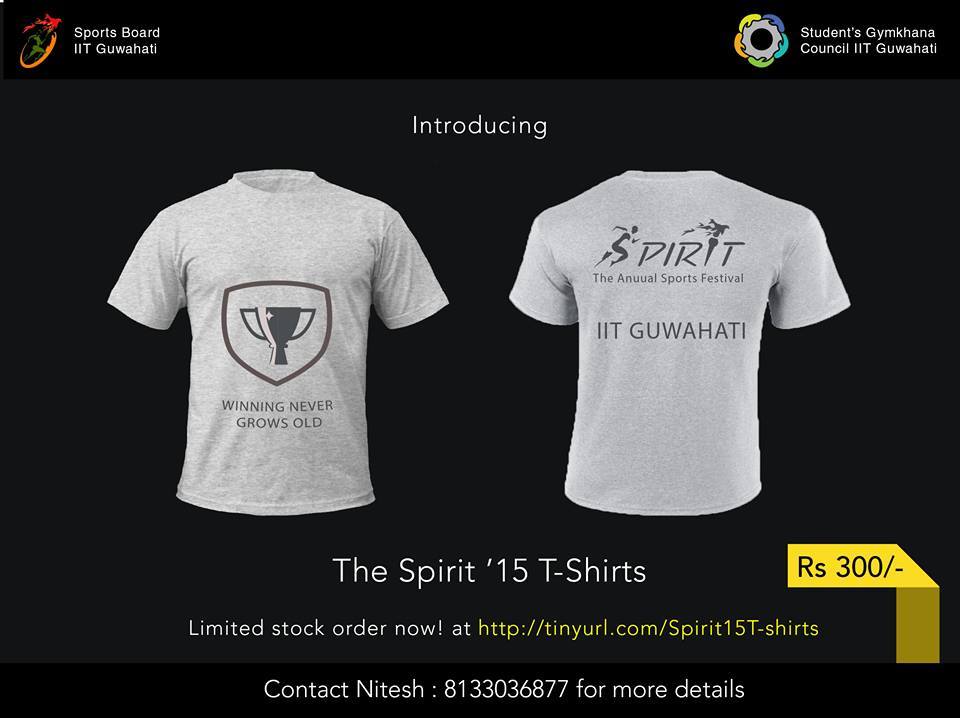 Sports Board
IIT Guwahati
Student's Gymkhana
Council IIT Guwahati
Introducing
WINNING NEVER
GROWS OLD
SPIRIT
The Anuual Sports Festival
IIT GUWAHATI
The Spirit '15 T-Shirts
Rs 300/-
Limited stock order now! at http://tinyurl.com/Spirit15T-shirts
Contact Nitesh : 8133036877 for more details